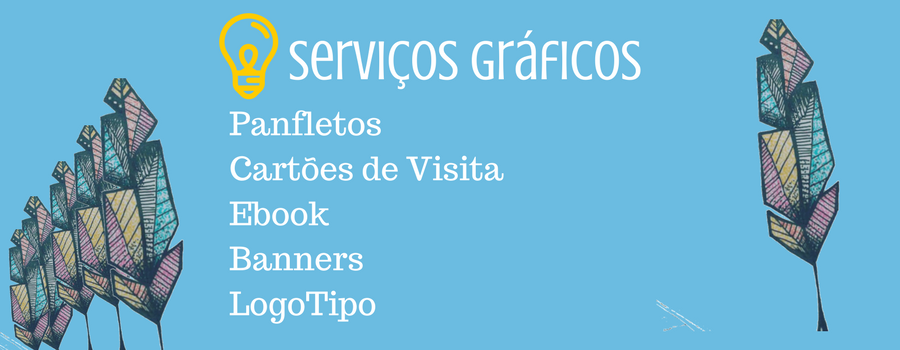 serviços gráficos
Panfletos
Cartões de Visita
Ebook
Banners
LogoTipo